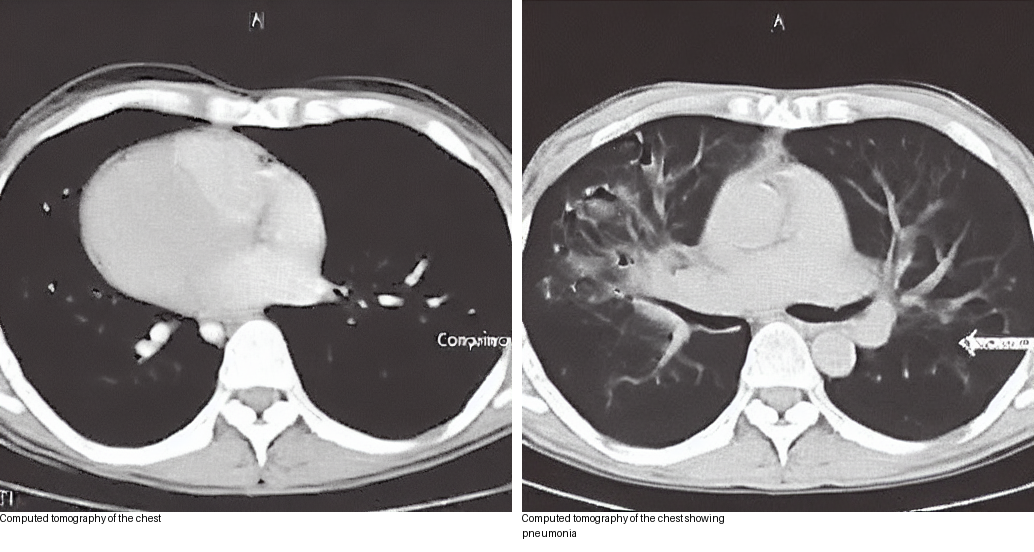 A
A
Computed tomography of the chest
Computed tomography of the chest showing
pneumonia